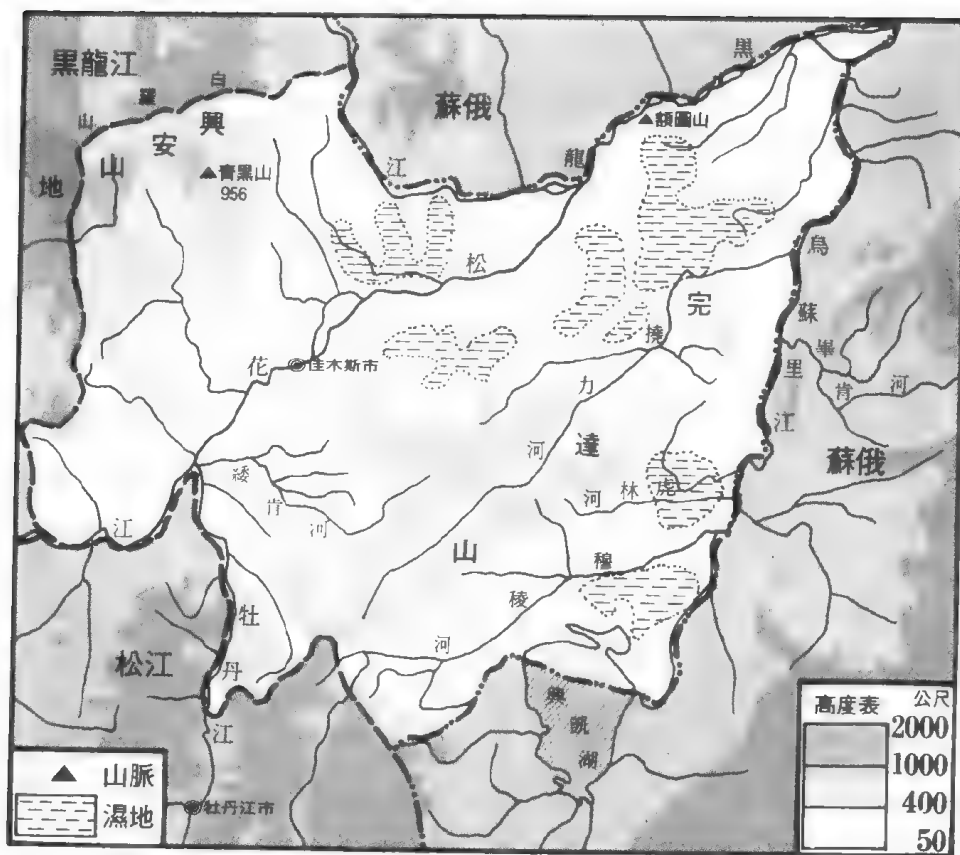 黑龍江
白羅山
興安山地
蘇俄
黑龍江
額圖山
青黑山
956
松花江
佳木斯市
烏蘇里江
畢肯河
蘇俄
完達山
撓力河
倭肯河
虎林河
穆稜河
牡丹江
松江
興凱湖
牡丹江市
山脈
濕地
高度表 公尺
2000
1000
400
50